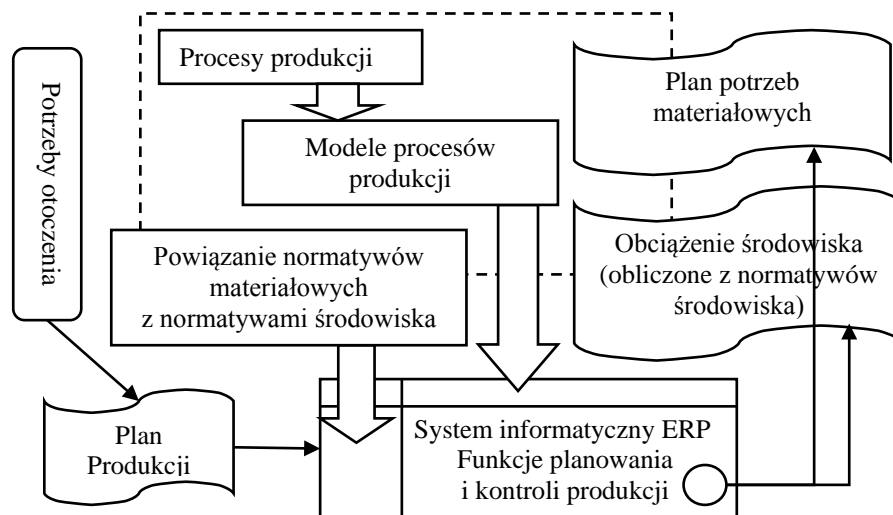 Potrzeby otoczenia
Procesy produkcji
Modele procesów
produkcji
Powiązanie normatywów
materiałowych
z normatywami środowiska
Plan potrzeb
materiałowych
Obciążenie środowiska
(obliczone z normatywów
środowiska)
Plan
Produkcji
System informatyczny ERP
Funkcje planowania
i kontroli produkcji